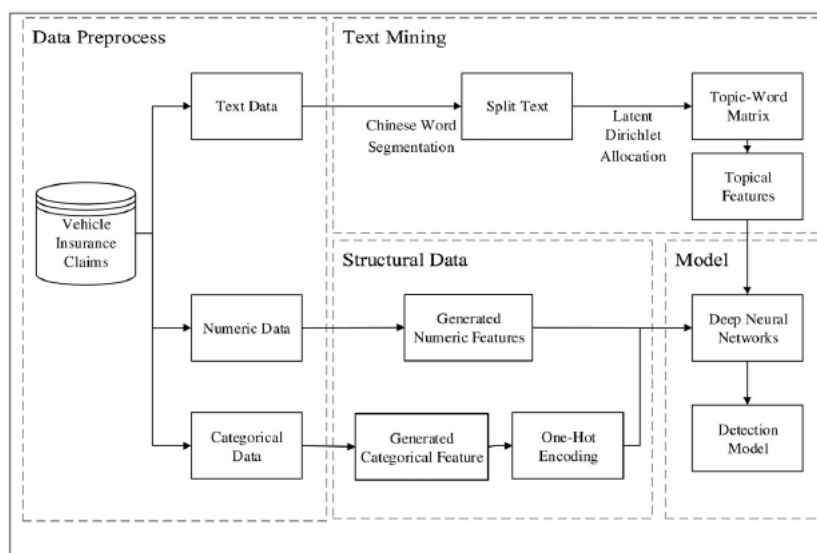 Data Preprocess
Text Mining
Text Data
Chinese Word
Segmentation
Split Text
Latent
Dirichlet
Allocation
Topic-Word
Matrix
Topical
Features
Vehicle
Insurance
Claims
Structural Data
Model
Numeric Data
Generated
Numeric Features
Deep Neural
Networks
Categorical
Data
Generated
Categorical Feature
One-Hot
Encoding
Detection
Model